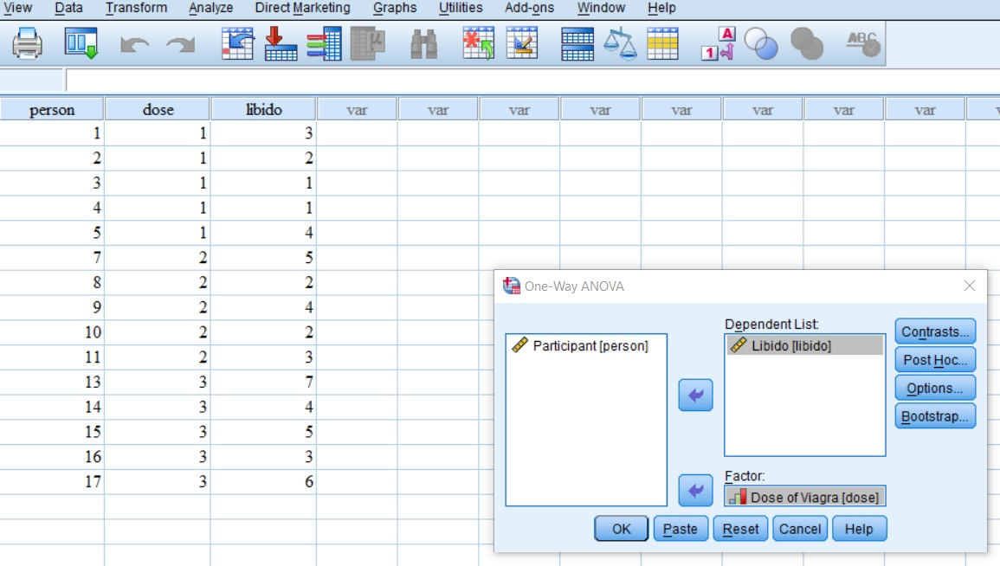 View Data Transform Analyze Direct Marketing Graphs Utilities Add-ons Window Help
A
1
ABC
person dose libido var var var var var var var var
1 1 3
2 1 2
3 1 1
4 1 1
5 1 4
7 2 5
8 2 2
9 2 4
10 2 2
11 2 3
13 3 7
14 3 4
15 3 5
16 3 3
17 3 6
One-Way ANOVA
Participant [person]
Dependent List:
Libido [libido]
Contrasts...
Post Hoc...
Options...
Bootstrap...
Factor:
Dose of Viagra [dose]
OK Paste Reset Cancel Help